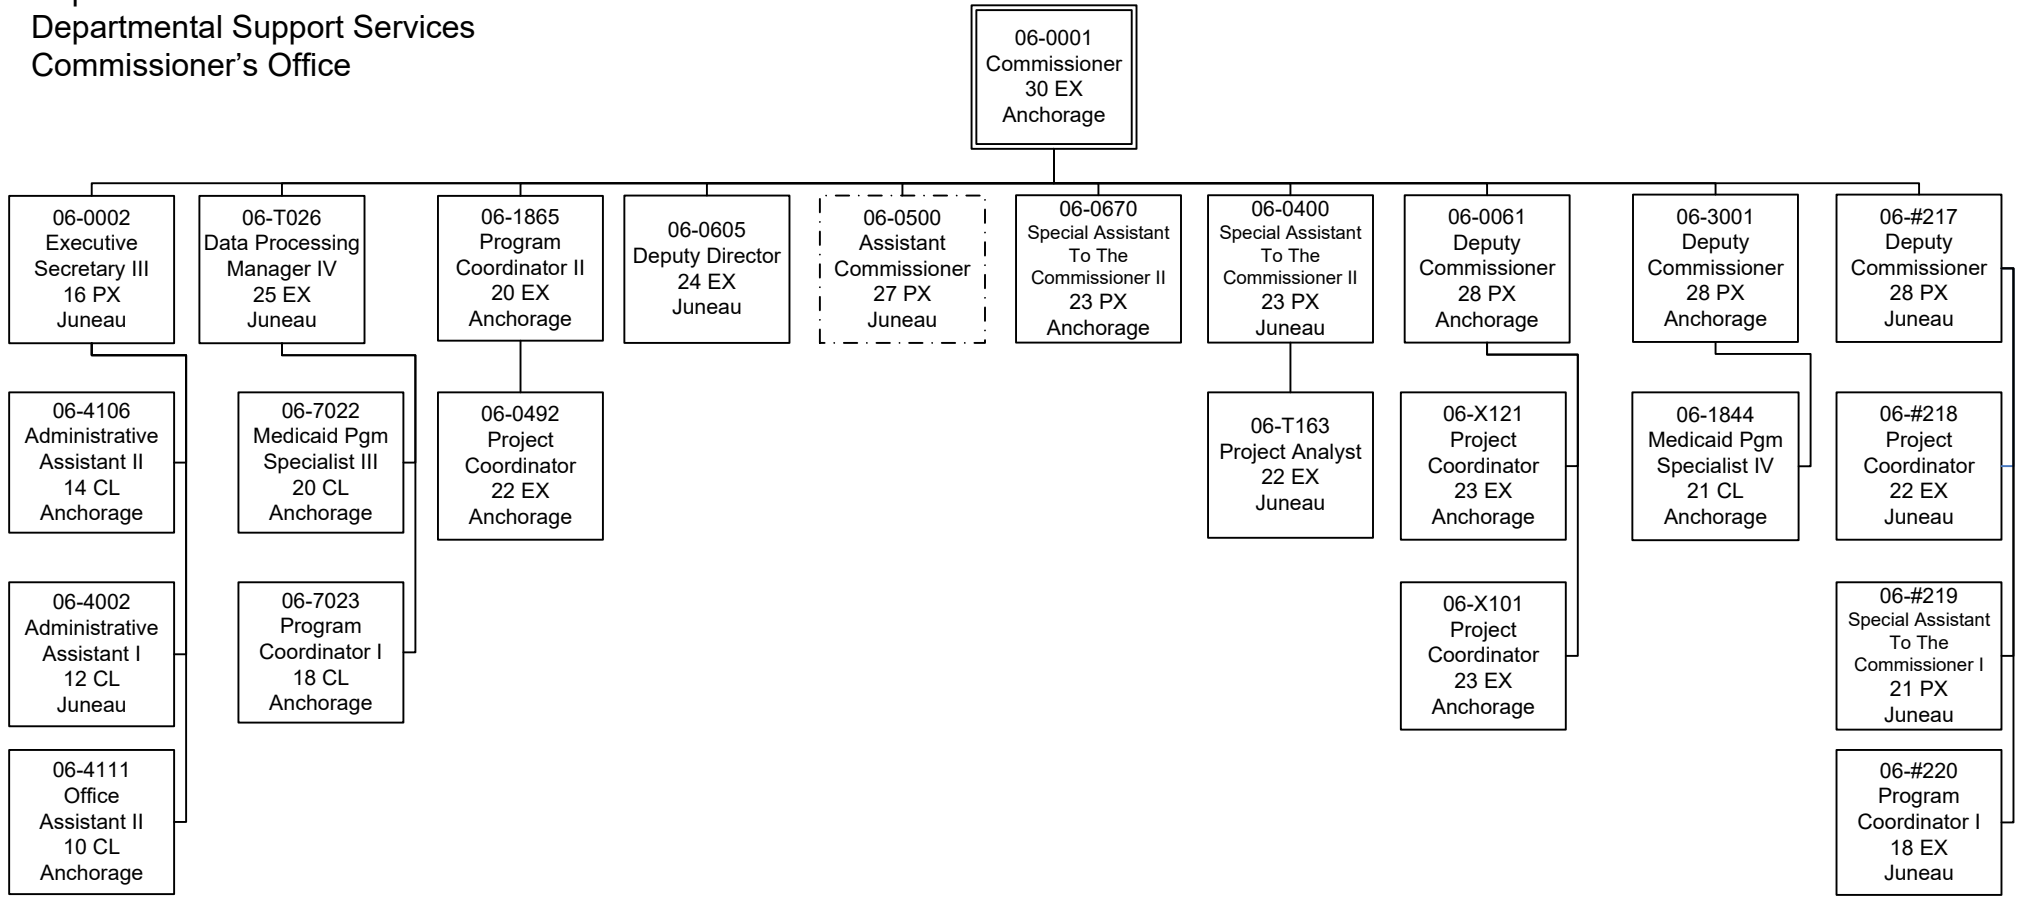 Departmental Support Services
Commissioner’s Office
06-0001
Commissioner
30 EX
Anchorage
06-0002
Executive
Secretary III
16 PX
Juneau
06-T026
Data Processing
Manager IV
25 EX
Juneau
06-1865
Program
Coordinator II
20 EX
Anchorage
06-0605
Deputy Director
24 EX
Juneau
06-0500
Assistant
Commissioner
27 PX
Juneau
06-0670
Special Assistant
To The
Commissioner II
23 PX
Anchorage
06-0400
Special Assistant
To The
Commissioner II
23 PX
Juneau
06-0061
Deputy
Commissioner
28 PX
Anchorage
06-3001
Deputy
Commissioner
28 PX
Anchorage
06-#217
Deputy
Commissioner
28 PX
Juneau
06-4106
Administrative
Assistant II
14 CL
Anchorage
06-7022
Medicaid Pgm
Specialist III
20 CL
Anchorage
06-0492
Project
Coordinator
22 EX
Anchorage
06-T163
Project Analyst
22 EX
Juneau
06-X121
Project
Coordinator
23 EX
Anchorage
06-1844
Medicaid Pgm
Specialist IV
21 CL
Anchorage
06-#218
Project
Coordinator
22 EX
Juneau
06-4002
Administrative
Assistant I
12 CL
Juneau
06-7023
Program
Coordinator I
18 CL
Anchorage
06-X101
Project
Coordinator
23 EX
Anchorage
06-#219
Special Assistant
To The
Commissioner I
21 PX
Juneau
06-4111
Office
Assistant II
10 CL
Anchorage
06-#220
Program
Coordinator I
18 EX
Juneau